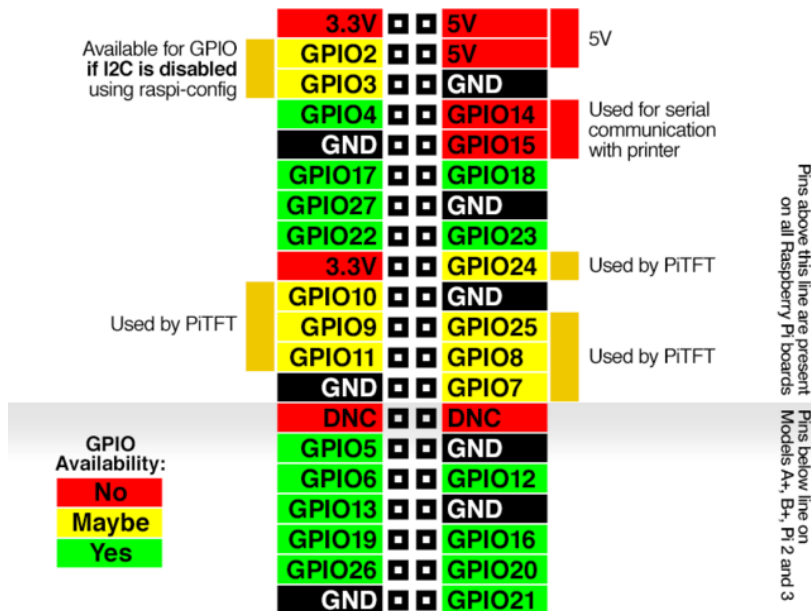 3.3V 5V
GPIO2 5V
GPIO3 GND
GPIO4 GPIO14
GND GPIO15
GPIO17 GPIO18
GPIO27 GND
GPIO22 GPIO23
3.3V GPIO24
GPIO10 GND
GPIO9 GPIO25
GPIO11 GPIO8
GND GPIO7
DNC DNC
GPIO5 GND
GPIO6 GPIO12
GPIO13 GND
GPIO19 GPIO16
GPIO26 GPIO20
GND GPIO21
Available for GPIO
if I2C is disabled
using raspi-config
5V
Used for serial
communication
with printer
Used by PiTFT
Used by PiTFT
Used by PiTFT
GPIO
Availability:
No
Maybe
Yes
Pins above this line are present
on all Raspberry Pi boards
Pins below line on
Models A+, B+, Pi 2 and 3